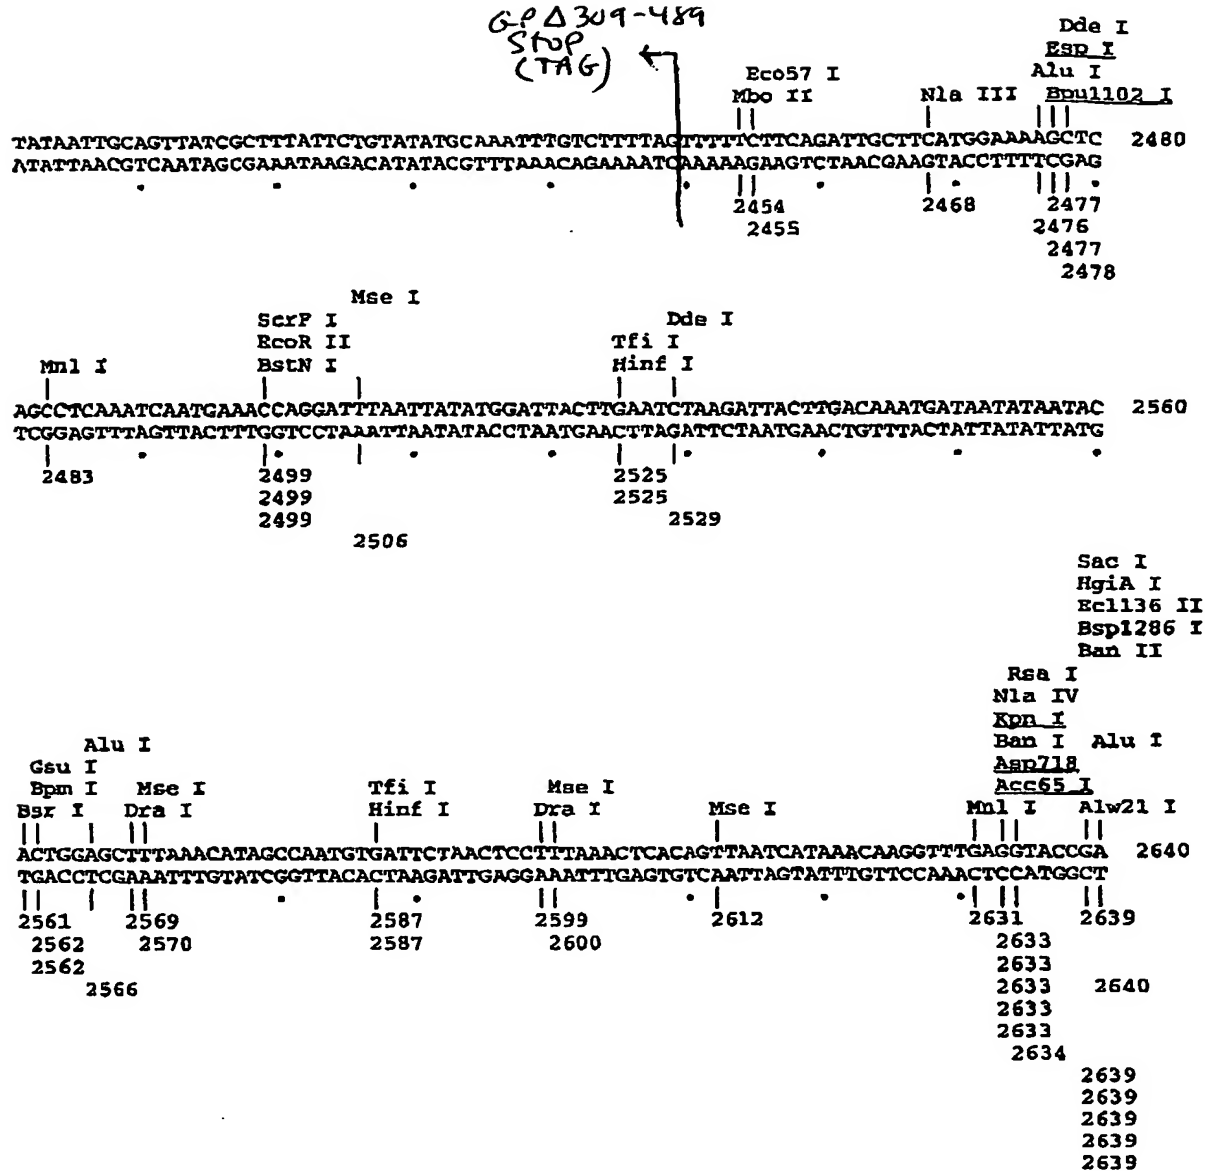 GP Δ 309-489
STOP
(TAG)
Dde I
Esp I
Eco57 I Alu I
Mbo II Nla III Bpu1102 I
TATAATTGCAGTTATCGCTTTATTCTGTATATGCAAATTTGTCTTTTAGTTTTTCTTCAGATTGCTTCATGGAAAAGCTC 2480
ATATTAACGTCAATAGCGAAATAAGACATATACGTTTAAACAGAAAATCAAAAAGAAGTCTAACGAAGTACCTTTTCGAG
2454 2468 2477
2455 2476
2477
2478
Mse I
ScrF I Dde I
EcoR II Tfi I
Mnl I BstN I Hinf I
AGCCTCAAATCAATGAAACCAGGATTTAATTATATGGATTACTTGAATCTAAGATTACTTGACAAATGATAATATAATAC 2560
TCGGAGTTTAGTTACTTTGGTCCTAAATTAATATACCTAATGAACTTAGATTCTAATGAACTGTTTACTATTATATTATG
2483 2499 2525
2499 2525
2499 2529
2506
Sac I
HgiA I
Ecl136 II
Bsp1286 I
Ban II
Rsa I
Nla IV
Kpn I
Alu I Ban I Alu I
Gsu I Asp718
Bpm I Mse I Tfi I Mse I Acc65 I
Bsr I Dra I Hinf I Dra I Mse I Mnl I Alw21 I
ACTGGAGCTTTAAACATAGCCAATGTGATTCTAACTCCTTTAAACTCACAGTTAATCATAAACAAGGTTTGAGGTACCGA 2640
TGACCTCGAAATTTGTATCGGTTACACTAAGATTGAGGAAATTTGAGTGTCAATTAGTATTTGTTCCAAACTCCATGGCT
2561 2569 2587 2599 2612 2631 2639
2562 2570 2587 2600 2633
2562 2633
2566 2633 2640
2633
2633
2634
2639
2639
2639
2639
2639